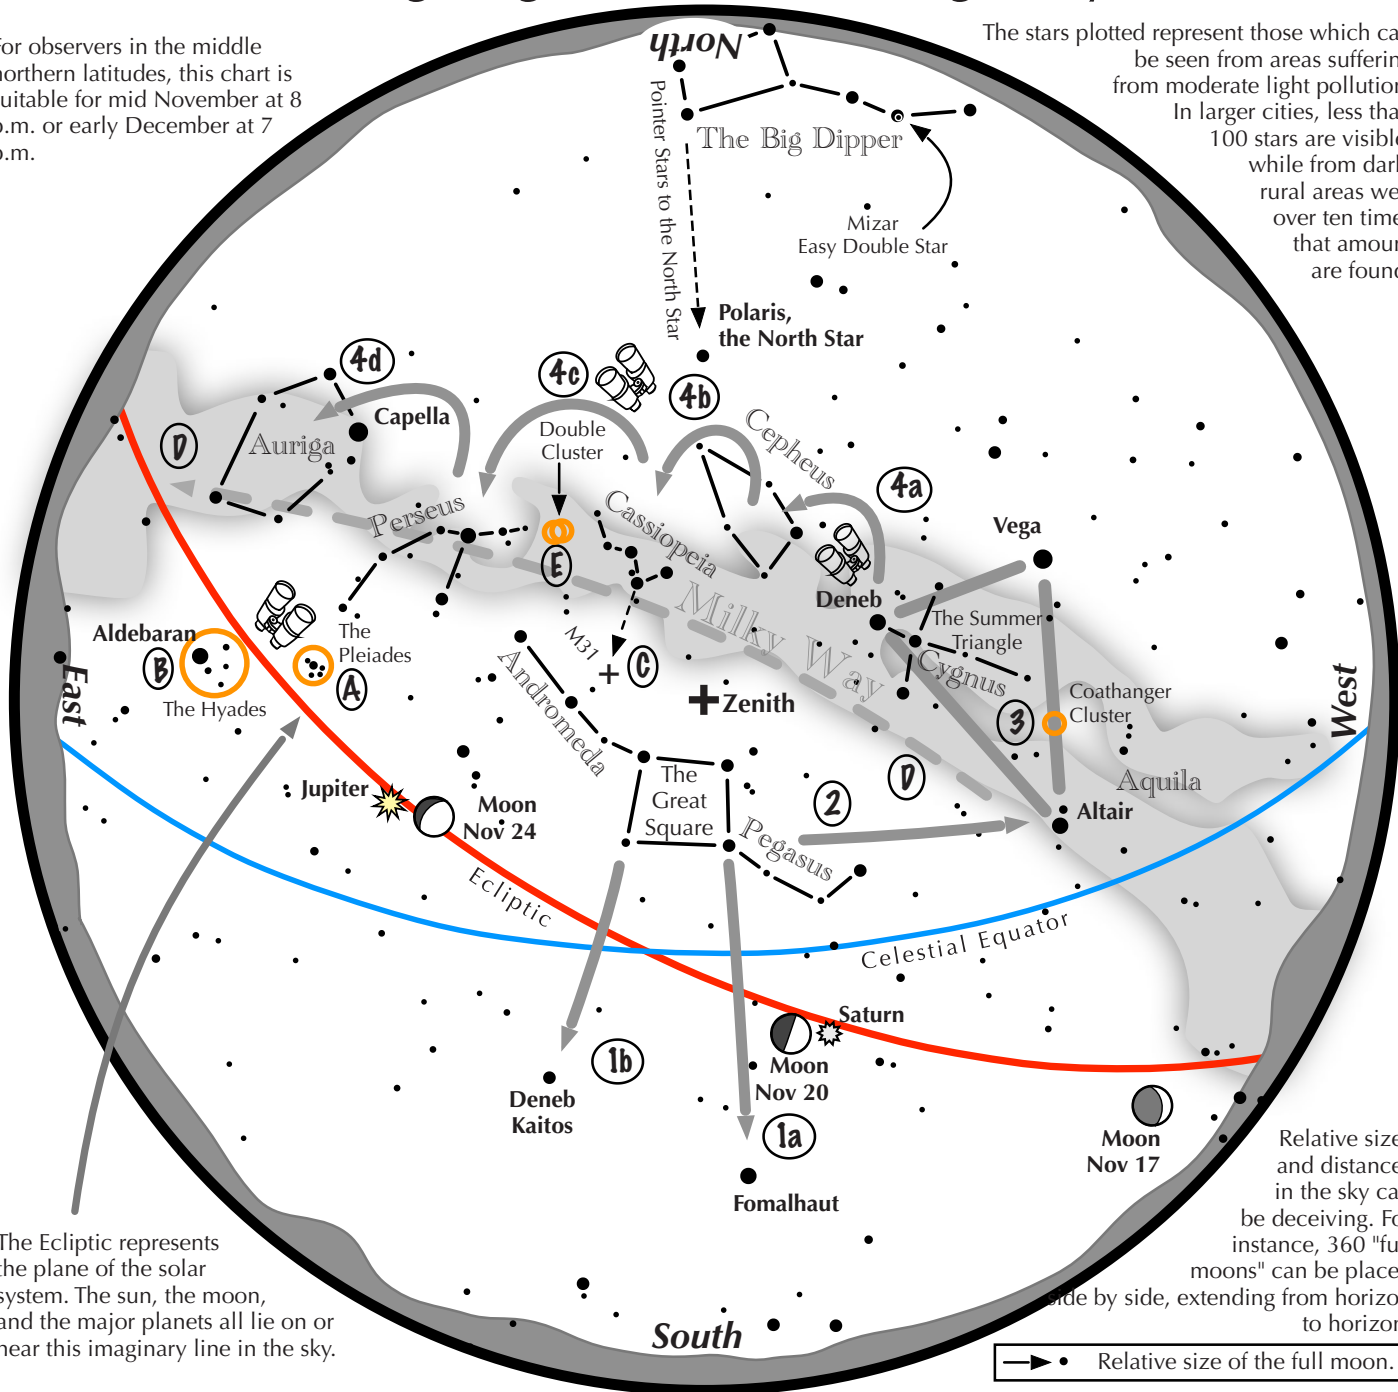 For observers in the middle
northern latitudes, this chart is
suitable for mid November at 8
p.m. or early December at 7
p.m.
The stars plotted represent those which ca
be seen from areas sufferin
from moderate light pollution
In larger cities, less tha
100 stars are visible
while from dar
rural areas we
over ten time
that amoun
are found
North
Pointer Stars to the North Star
The Big Dipper
Mizar
Easy Double Star
Polaris,
the North Star
4d
4c
4b
4a
Capella
Auriga
D
Double
Cluster
Cepheus
Perseus
Cassiopeia
E
Vega
Deneb
The Summer
Triangle
Cygnus
Milky Way
Aldebaran
B
The Hyades
The
Pleiades
A
M31
C
Andromeda
Zenith
East
West
3
Coathanger
Cluster
Aquila
D
2
Altair
Jupiter
Moon
Nov 24
The
Great
Square
Pegasus
Ecliptic
Celestial Equator
Saturn
Moon
Nov 20
1b
Deneb
Kaitos
1a
Fomalhaut
Moon
Nov 17
South
The Ecliptic represents
the plane of the solar
system. The sun, the moon,
and the major planets all lie on or
near this imaginary line in the sky.
Relative size
and distance
in the sky ca
be deceiving. Fo
instance, 360 "fu
moons" can be place
side by side, extending from horizo
to horizon
Relative size of the full moon.